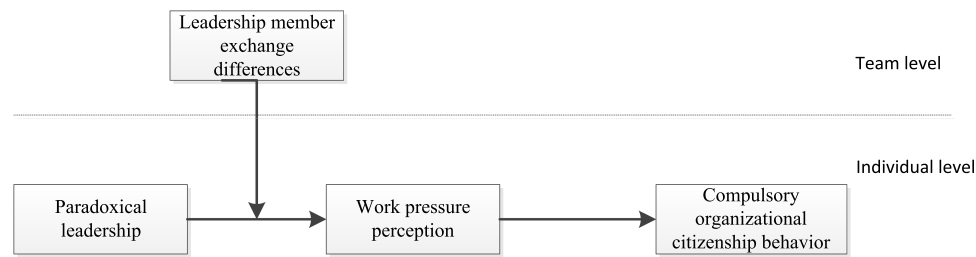 Leadership member
exchange
differences
Team level
Individual level
Paradoxical
leadership
Work pressure
perception
Compulsory
organizational
citizenship behavior